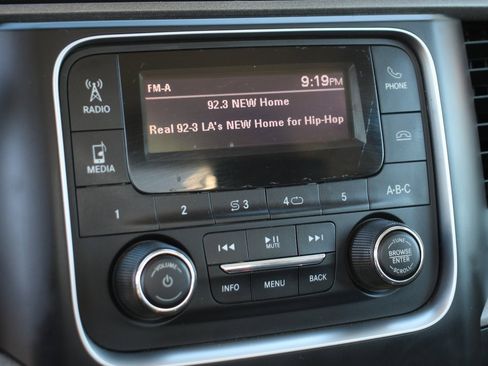 FM-A 9:19PM
92.3 NEW Home
Real 92-3 LA's NEW Home for Hip-Hop
RADIO
PHONE
MEDIA
1 2 3 4 5 A-B-C
MUTE
VOLUME
INFO MENU BACK
TUNE
BROWSE
ENTER
SCROLL